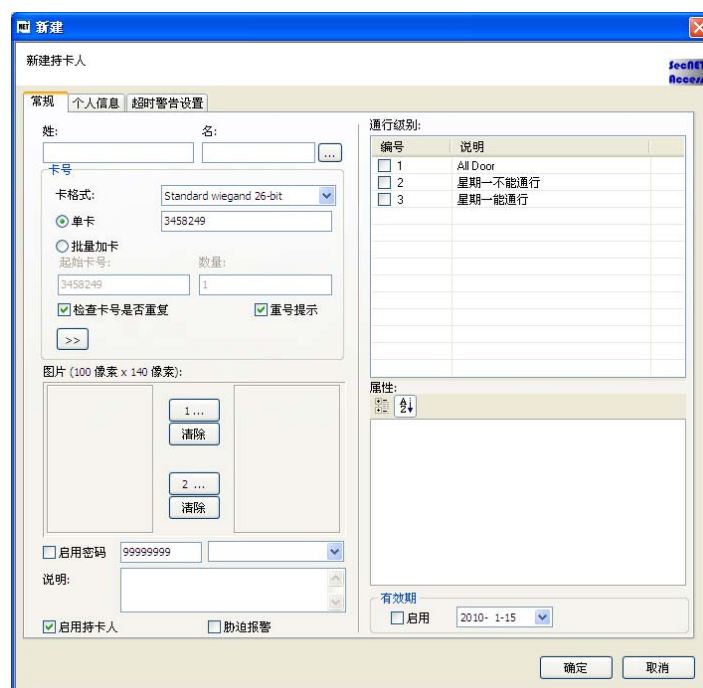 NET 新建
新建持卡人
SecNET
Access
常规 个人信息 超时警告设置
姓: 名:
...
卡号
卡格式: Standard wiegand 26-bit
单卡 3458249
批量加卡
起始卡号: 数量:
3458249 1
检查卡号是否重复 重号提示
>>
图片 (100 像素 x 140 像素):
1 ...
清除
2 ...
清除
启用密码 99999999
说明:
启用持卡人 胁迫报警
通行级别:
编号 说明
1 All Door
2 星期一不能通行
3 星期一能通行
属性:
有效期
启用 2010- 1-15
确定 取消